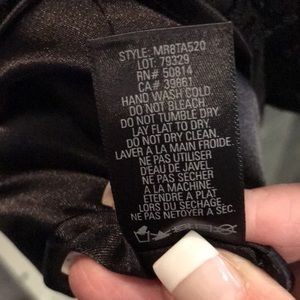 STYLE: MR8TA520
LOT: 79329
RN# 50814
CA# 39861
HAND WASH COLD.
DO NOT BLEACH.
DO NOT TUMBLE DRY.
LAY FLAT TO DRY.
DO NOT DRY CLEAN.
LAVER A LA MAIN FROIDE.
NE PAS UTILISER
D'EAU DE JAVEL.
NE PAS SECHER
A LA MACHINE.
ETENDRE A PLAT
LORS DU SECHAGE.
NE PAS NETOYER A SEC.